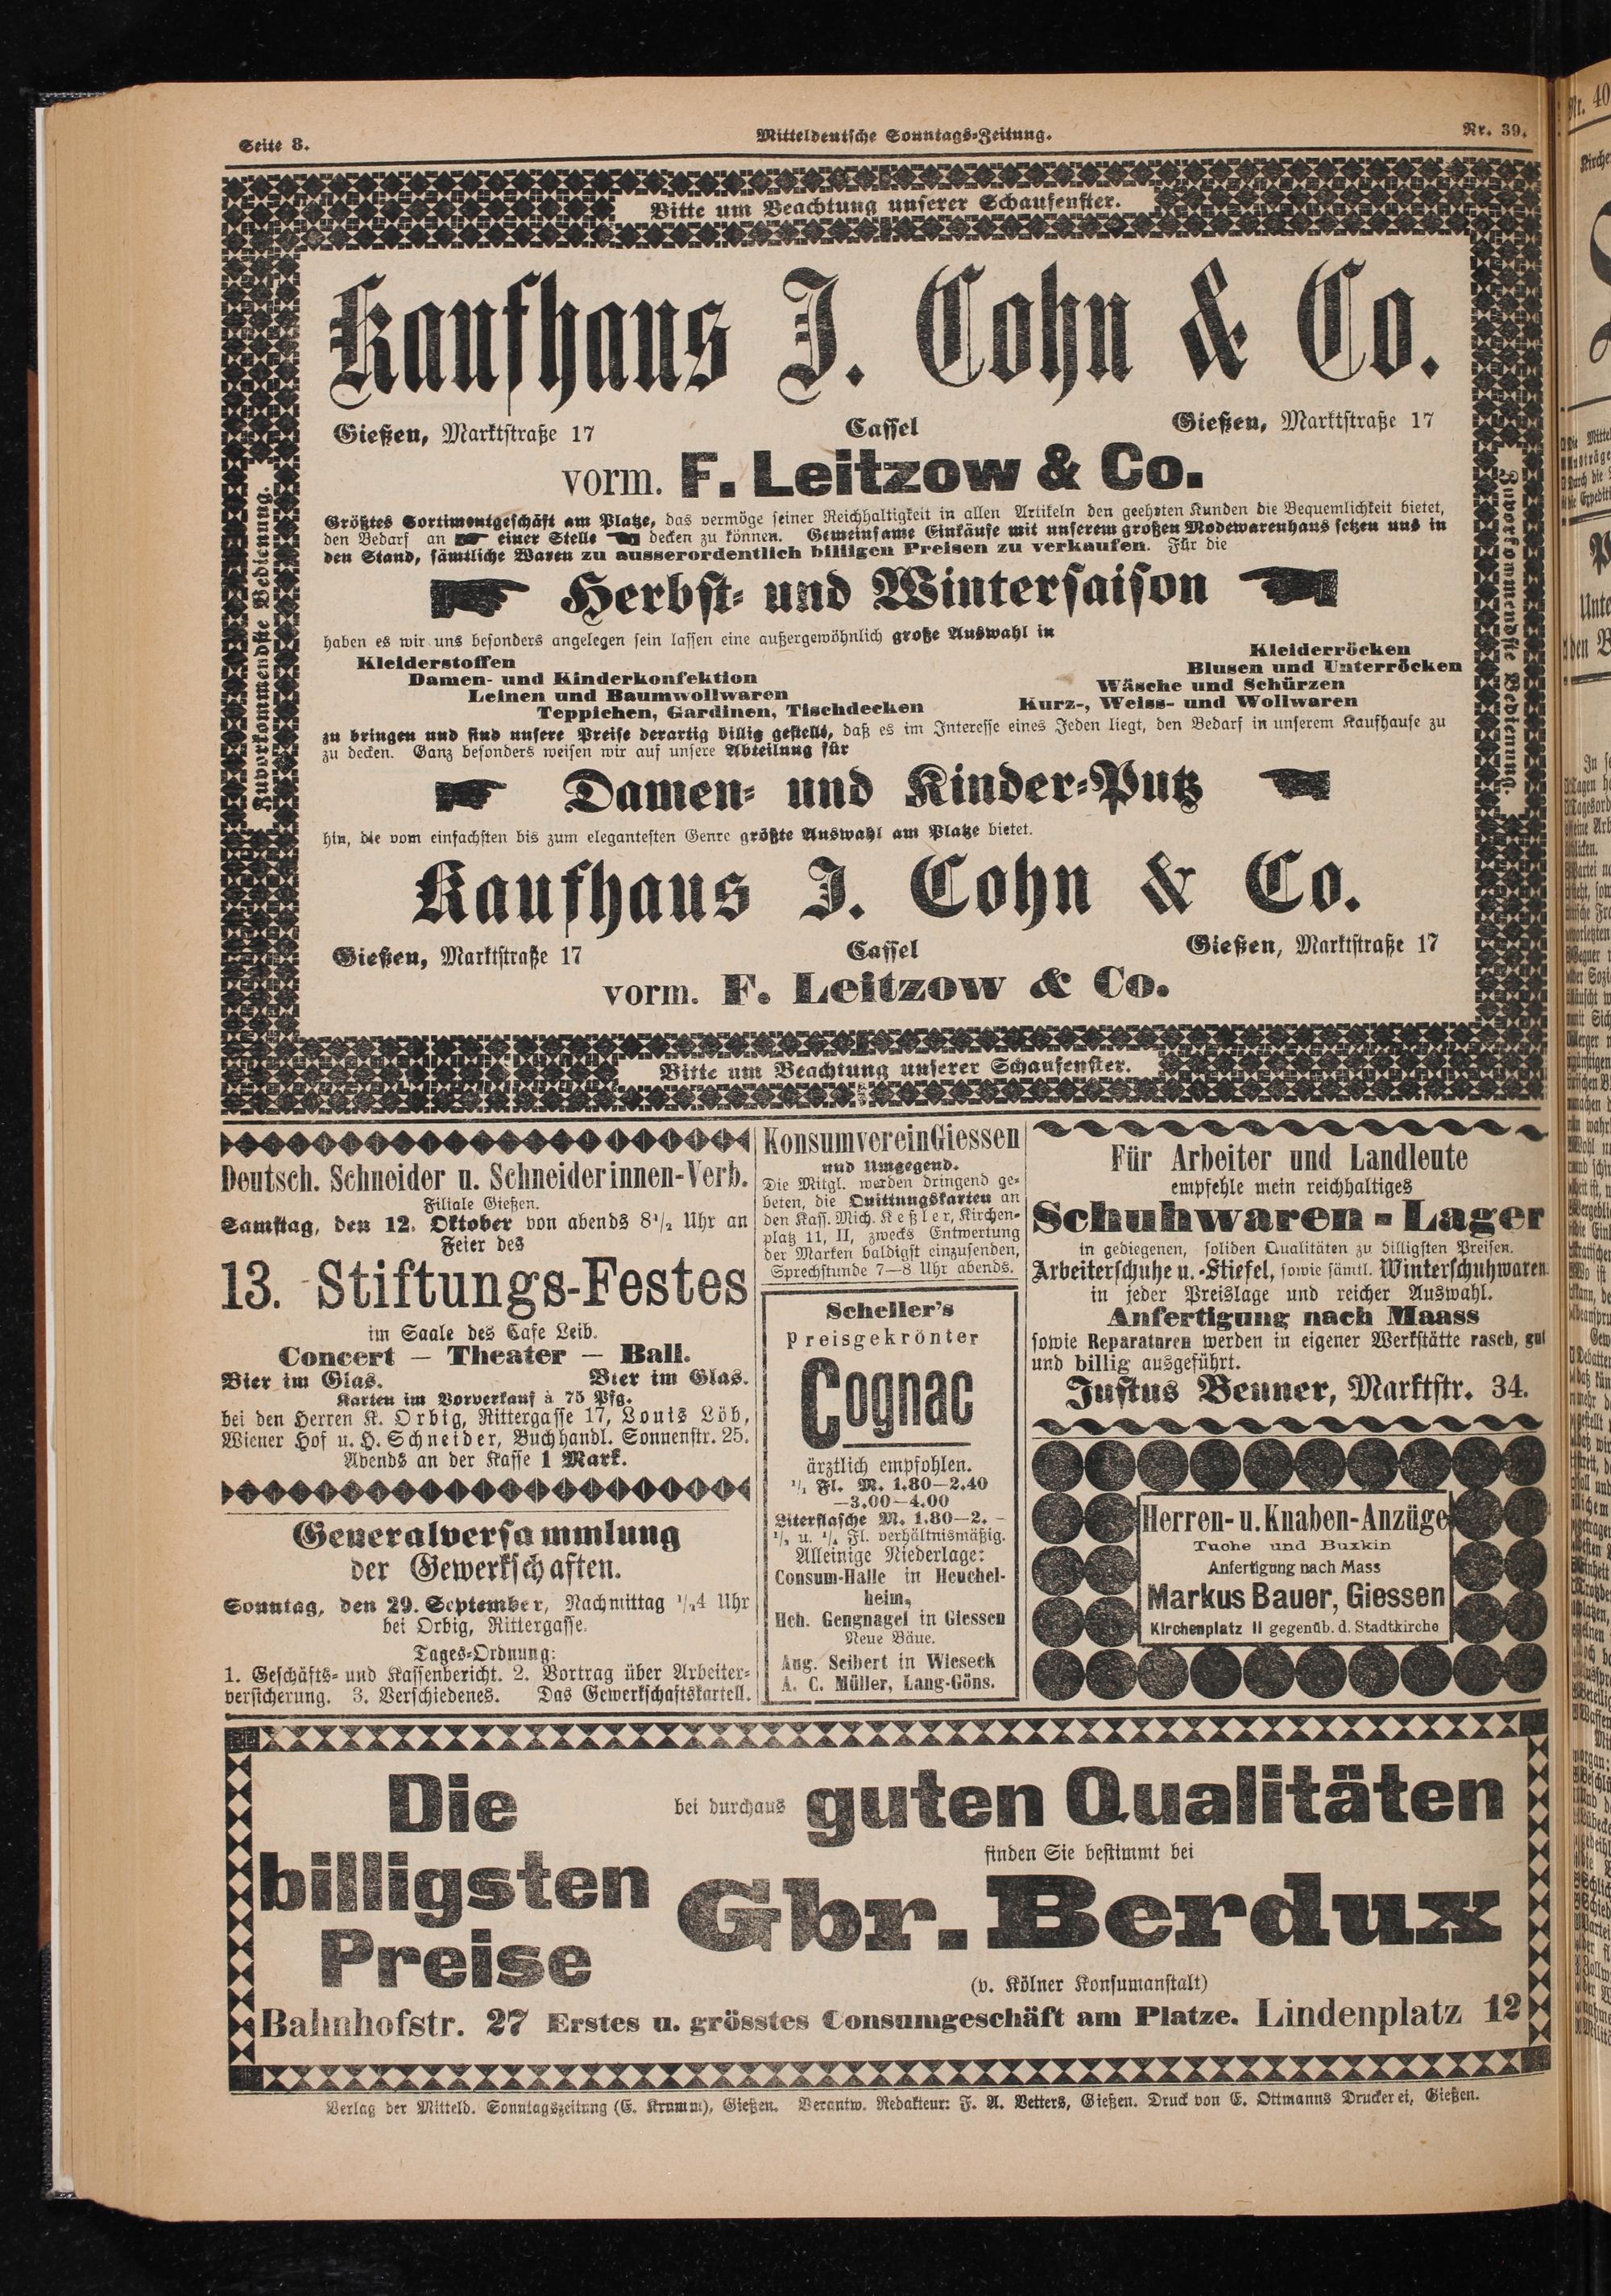 Seite 8.
Mitteldeutsche Sonntags-Zeitung.
Nr. 39.
Bitte um Beachtung unserer Schaufenster.
Zuvorkommendste Bedienung.
Kaufhaus J. Cohn & Co.
Gießen, Marktstraße 17
Cassel
Gießen, Marktstraße 17
vorm. F. Leitzow & Co.
Größtes Sortimentgeschäft am Platze, das vermöge seiner Reichhaltigkeit in allen Artikeln den geehrten Kunden die Bequemlichkeit bietet,
den Bedarf an ☛ einer Stelle ☚ decken zu können. Gemeinsame Einkäufe mit unserem großen Modewarenhaus setzen uns in
den Stand, sämtliche Waren zu ausserordentlich billigen Preisen zu verkaufen. Für die
☛ Herbst- und Wintersaison ☚
haben es wir uns besonders angelegen sein lassen eine außergewöhnlich große Auswahl in
Kleiderstoffen
Damen- und Kinderkonfektion
Leinen und Baumwollwaren
Teppichen, Gardinen, Tischdecken
Kleiderröcken
Blusen und Unterröcken
Wäsche und Schürzen
Kurz-, Weiss- und Wollwaren
zu bringen und sind unsere Preise derartig billig gestellt, daß es im Interesse eines Jeden liegt, den Bedarf in unserem Kaufhause zu
zu decken. Ganz besonders weisen wir auf unsere Abteilung für
☛ Damen- und Kinder-Putz ☚
hin, die vom einfachsten bis zum elegantesten Genre größte Auswahl am Platze bietet.
Kaufhaus J. Cohn & Co.
Gießen, Marktstraße 17
Cassel
Gießen, Marktstraße 17
vorm. F. Leitzow & Co.
Zuvorkommendste Bedienung.
Bitte um Beachtung unserer Schaufenster.
Deutsch. Schneider u. Schneiderinnen-Verb.
Filiale Gießen.
Samstag, den 12. Oktober von abends 8½ Uhr an
Feier des
13. Stiftungs-Festes
im Saale des Cafe Leib.
Concert — Theater — Ball.
Bier im Glas. Bier im Glas.
Karten im Vorverkauf à 75 Pfg.
bei den Herren K. Orbig, Rittergasse 17, Louis Löb,
Wiener Hof u. H. Schneider, Buchhandl. Sonnenstr. 25.
Abends an der Kasse 1 Mark.
Generalversammlung
der Gewerkschaften.
Sonntag, den 29. September, Nachmittag ½4 Uhr
bei Orbig, Rittergasse.
Tages-Ordnung:
1. Geschäfts- und Kassenbericht. 2. Vortrag über Arbeiter-
versicherung. 3. Verschiedenes. Das Gewerkschaftskartell.
Konsumverein Giessen
und Umgegend.
Die Mitgl. werden dringend ge-
beten, die Quittungskarten an
den Kass. Mich. Keßler, Kirchen-
platz 11, II, zwecks Entwertung
der Marken baldigst einzusenden,
Sprechstunde 7—8 Uhr abends.
Scheller's
preisgekrönter
Cognac
ärztlich empfohlen.
¹/₁ Fl. M. 1.80—2.40
—3.00—4.00
Literflasche M. 1.80—2.—
½ u. ¼ Fl. verhältnismäßig.
Alleinige Niederlage:
Consum-Halle in Heuchel-
heim,
Hch. Gengnagel in Giessen
Neue Bäue.
Aug. Seibert in Wieseck
A. C. Müller, Lang-Göns.
Für Arbeiter und Landleute
empfehle mein reichhaltiges
Schuhwaren-Lager
in gediegenen, soliden Qualitäten zu billigsten Preisen.
Arbeiterschuhe u. -Stiefel, sowie sämtl. Winterschuhwaren
in jeder Preislage und reicher Auswahl.
Anfertigung nach Maass
sowie Reparaturen werden in eigener Werkstätte rasch, gut
und billig ausgeführt.
Justus Benner, Marktstr. 34.
Herren- u. Knaben-Anzüge
Tuche und Buxkin
Anfertigung nach Mass
Markus Bauer, Giessen
Kirchenplatz 11 gegenüb. d. Stadtkirche
Die
billigsten
Preise
bei durchaus guten Qualitäten
finden Sie bestimmt bei
Gbr. Berdux
(v. Kölner Konsumanstalt)
Bahnhofstr. 27 Erstes u. grösstes Consumgeschäft am Platze. Lindenplatz 12
Verlag der Mitteld. Sonntagszeitung (E. Krumm), Gießen. Verantw. Redakteur: F. A. Vetters, Gießen. Druck von E. Ottmanns Druckerei, Gießen.
Nr. 40